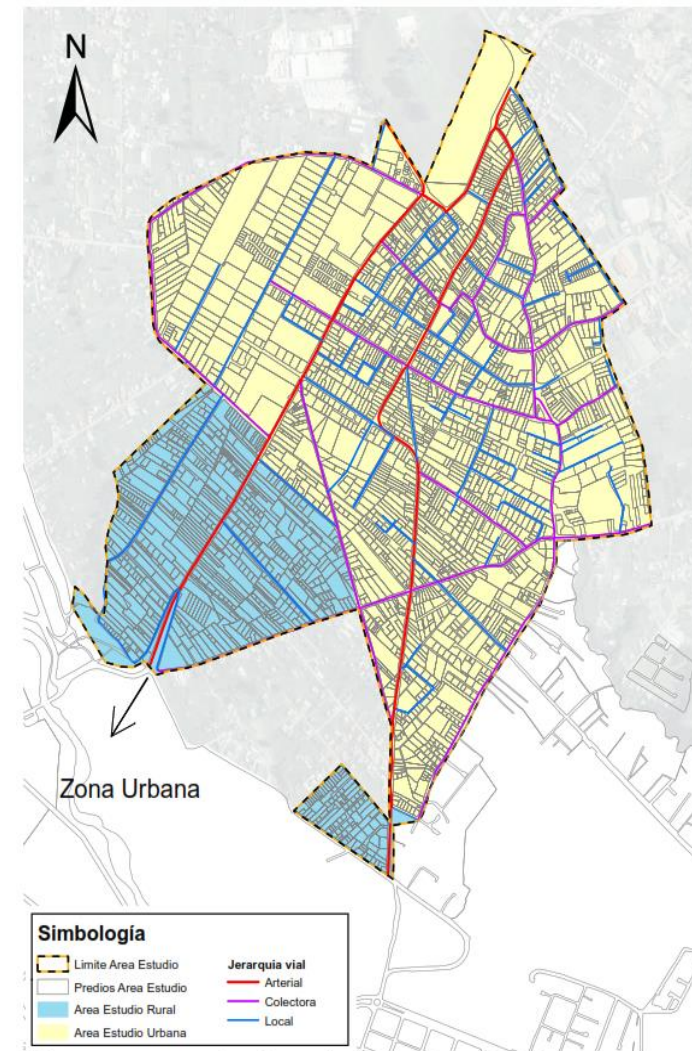 N
Zona Urbana
Simbología
Limite Area Estudio
Predios Area Estudio
Area Estudio Rural
Area Estudio Urbana
Jerarquia vial
Arterial
Colectora
Local